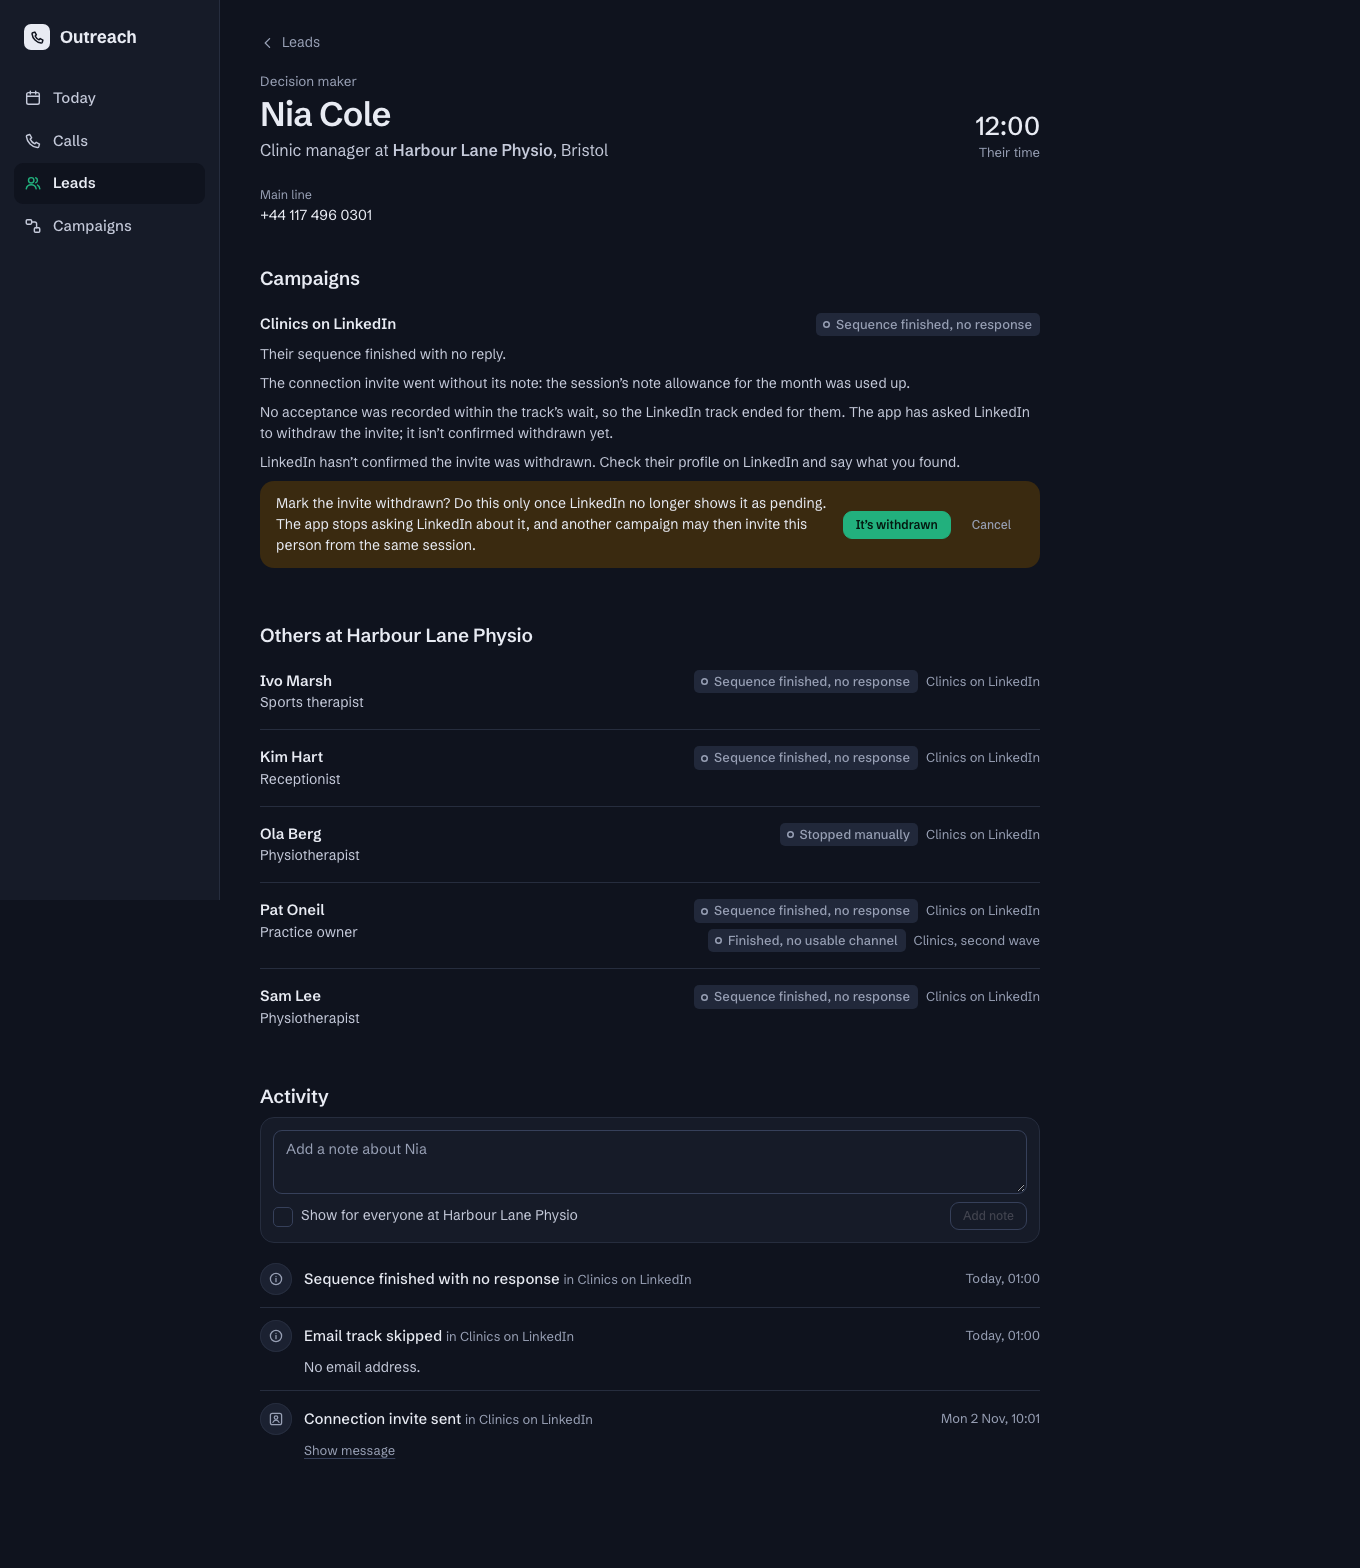 Outreach
Today
Calls
Leads
Campaigns
Leads
Decision maker
Nia Cole
Clinic manager at Harbour Lane Physio, Bristol
12:00
Their time
Main line
+44 117 496 0301
Campaigns
Clinics on LinkedIn
Sequence finished, no response
Their sequence finished with no reply.
The connection invite went without its note: the session’s note allowance for the month was used up.
No acceptance was recorded within the track’s wait, so the LinkedIn track ended for them. The app has asked LinkedIn
to withdraw the invite; it isn’t confirmed withdrawn yet.
LinkedIn hasn’t confirmed the invite was withdrawn. Check their profile on LinkedIn and say what you found.
Mark the invite withdrawn? Do this only once LinkedIn no longer shows it as pending.
The app stops asking LinkedIn about it, and another campaign may then invite this
person from the same session.
It’s withdrawn
Cancel
Others at Harbour Lane Physio
Ivo Marsh
Sports therapist
Sequence finished, no response
Clinics on LinkedIn
Kim Hart
Receptionist
Sequence finished, no response
Clinics on LinkedIn
Ola Berg
Physiotherapist
Stopped manually
Clinics on LinkedIn
Pat Oneil
Practice owner
Sequence finished, no response
Clinics on LinkedIn
Finished, no usable channel
Clinics, second wave
Sam Lee
Physiotherapist
Sequence finished, no response
Clinics on LinkedIn
Activity
Add a note about Nia
Show for everyone at Harbour Lane Physio
Add note
Sequence finished with no response in Clinics on LinkedIn
Today, 01:00
Email track skipped in Clinics on LinkedIn
Today, 01:00
No email address.
Connection invite sent in Clinics on LinkedIn
Mon 2 Nov, 10:01
Show message